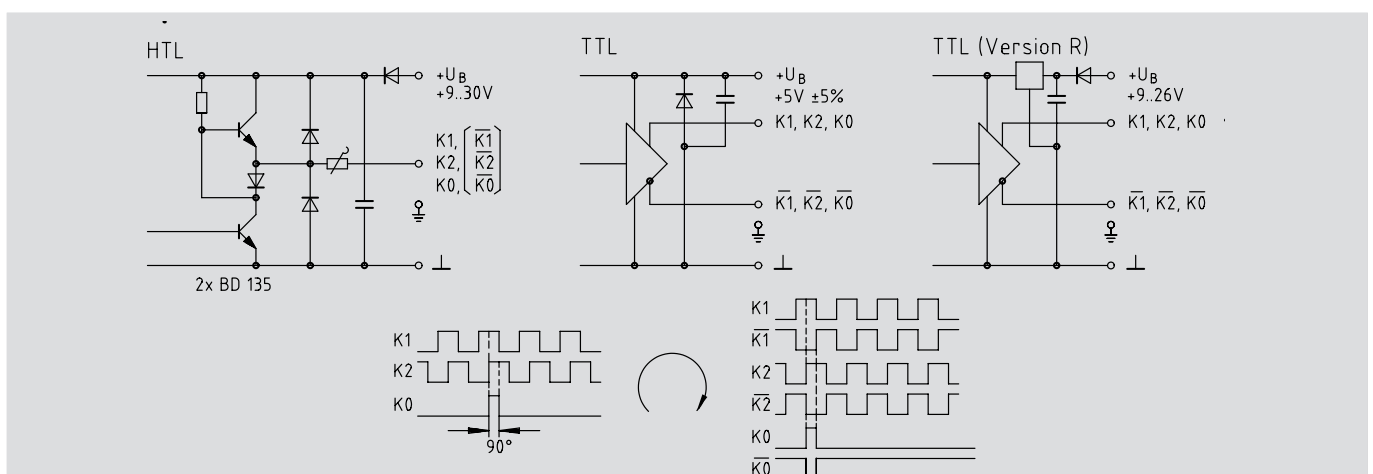 HTL
+U_B
+9..30V
K1, K̅1̅
K2, K̅2̅
K0, K̅0̅
⊥
2x BD 135
TTL
+U_B
+5V ±5%
K1, K2, K0
K̅1̅, K̅2̅, K̅0̅
⊥
TTL (Version R)
+U_B
+9..26V
K1, K2, K0
K̅1̅, K̅2̅, K̅0̅
⊥
K1
K2
K0
90°
K1
K̅1̅
K2
K̅2̅
K0
K̅0̅